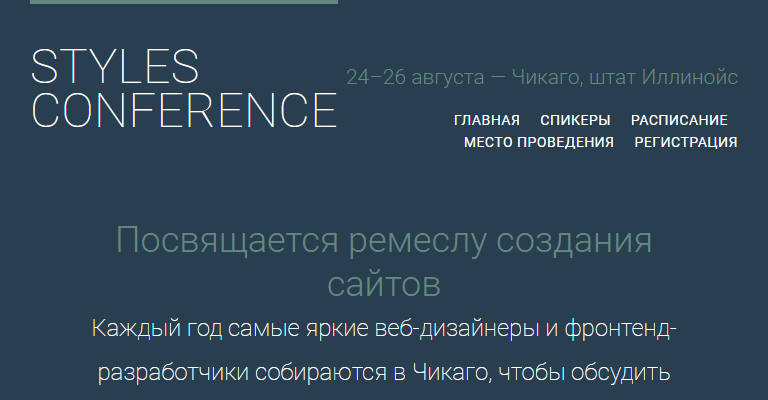 STYLES
CONFERENCE
24–26 августа — Чикаго, штат Иллинойс
ГЛАВНАЯ СПИКЕРЫ РАСПИСАНИЕ
МЕСТО ПРОВЕДЕНИЯ РЕГИСТРАЦИЯ
Посвящается ремеслу создания
сайтов
Каждый год самые яркие веб-дизайнеры и фронтенд-
разработчики собираются в Чикаго, чтобы обсудить